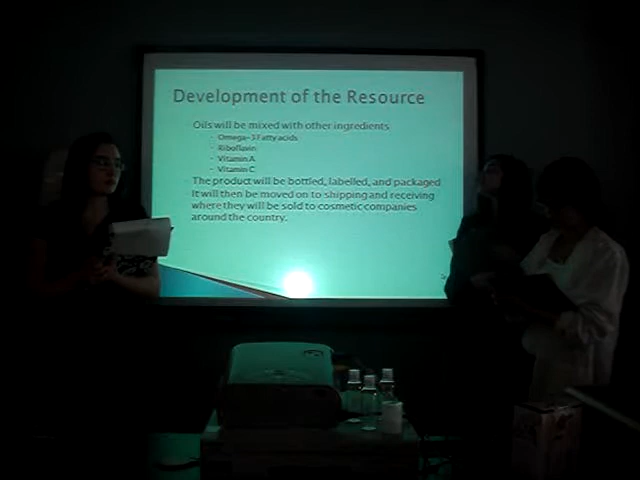 Development of the Resource
Oils will be mixed with other ingredients
Omega-3 Fatty acids
Riboflavin
Vitamin A
Vitamin C
The product will be bottled, labelled, and packaged
It will then be moved on to shipping and receiving
where they will be sold to cosmetic companies
around the country.